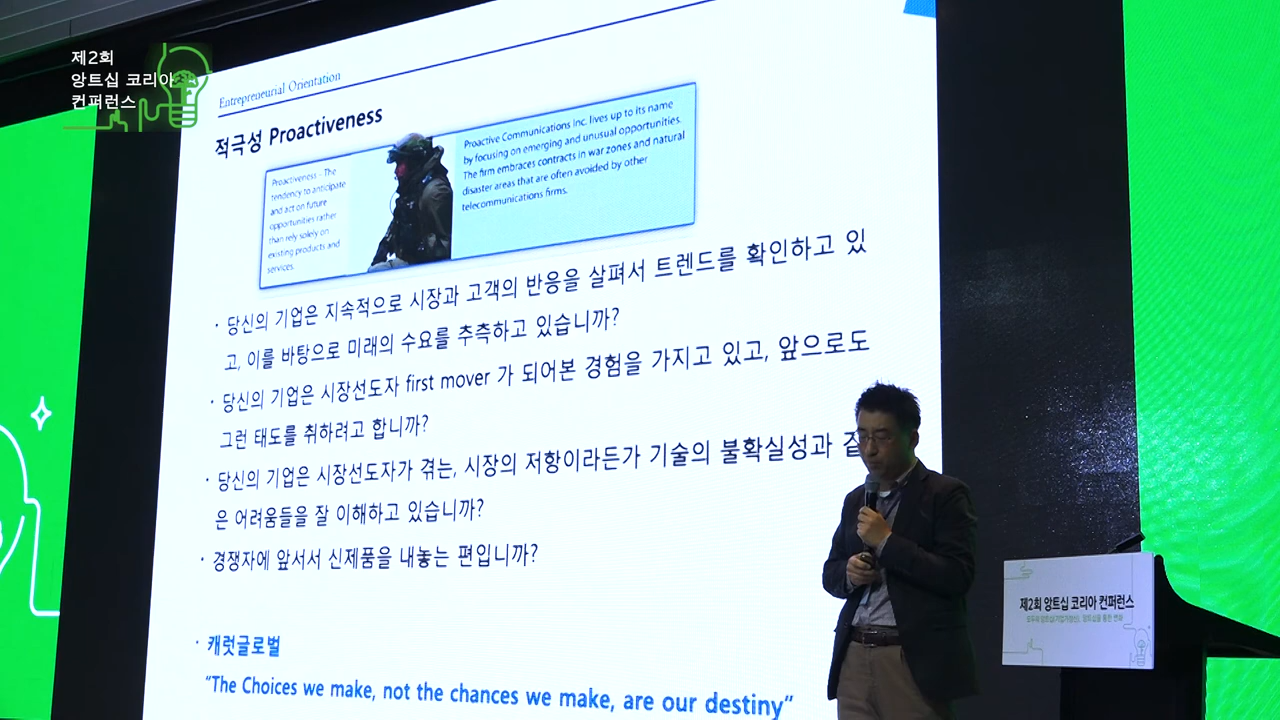 제2회
앙트십 코리아
컨퍼런스
Entrepreneurial Orientation
적극성 Proactiveness
Proactiveness - The
tendency to anticipate
and act on future
opportunities rather
than rely solely on
existing products and
services.
Proactive Communications Inc. lives up to its name
by focusing on emerging and unusual opportunities.
The firm embraces contracts in war zones and natural
disaster areas that are often avoided by other
telecommunications firms.
· 당신의 기업은 지속적으로 시장과 고객의 반응을 살펴서 트렌드를 확인하고 있
고, 이를 바탕으로 미래의 수요를 추측하고 있습니까?
· 당신의 기업은 시장선도자 first mover 가 되어본 경험을 가지고 있고, 앞으로도
그런 태도를 취하려고 합니까?
· 당신의 기업은 시장선도자가 겪는, 시장의 저항이라든가 기술의 불확실성과 같
은 어려움들을 잘 이해하고 있습니까?
· 경쟁자에 앞서서 신제품을 내놓는 편입니까?
· 캐럿글로벌
“The Choices we make, not the chances we make, are our destiny”
제2회 앙트십 코리아 컨퍼런스